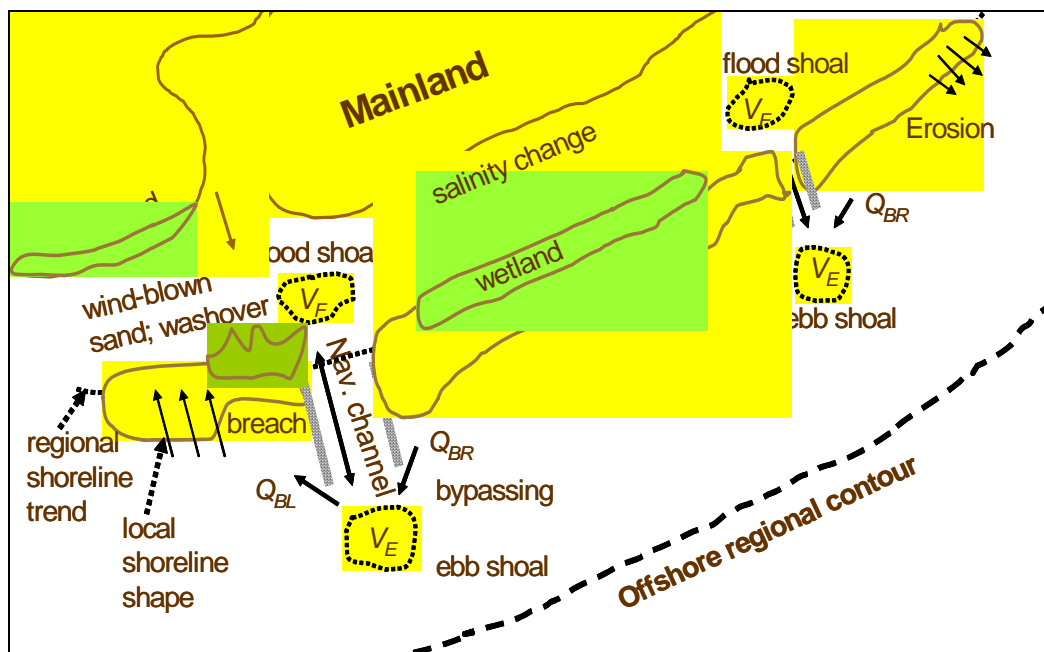 Mainland
flood shoal
V_F
Erosion
salinity change
Q_BR
wetland
V_E
ebb shoal
ood shoa
wind-blown
sand; washover
V_F
Nav. channel
breach
regional
shoreline
trend
local
shoreline
shape
Q_BL
Q_BR
bypassing
V_E
ebb shoal
Offshore regional contour